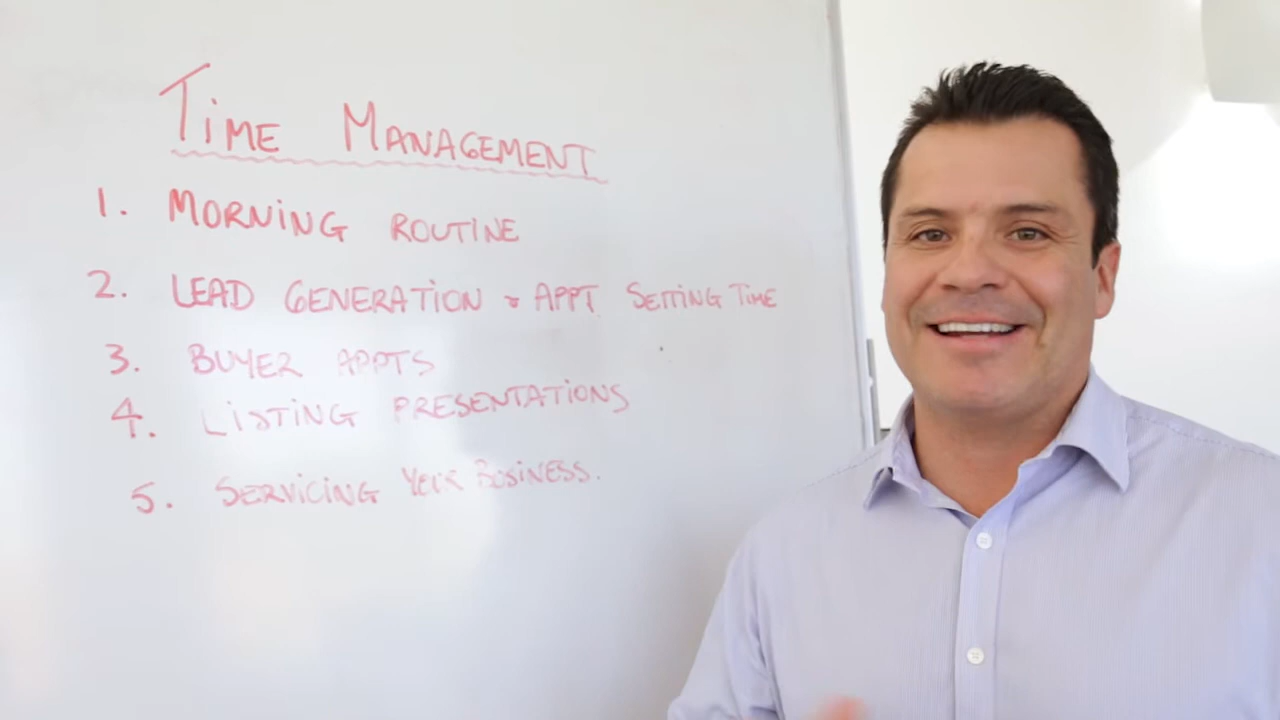 TiME MANAGEMENT
1. MORNiNG ROUTINE
2. LEAD GENERATION & APPT SETTING TIME
3. BUYER APPTS
4. LISTING PRESENTATIONS
5. SERVICING YOUR BUSINESS.